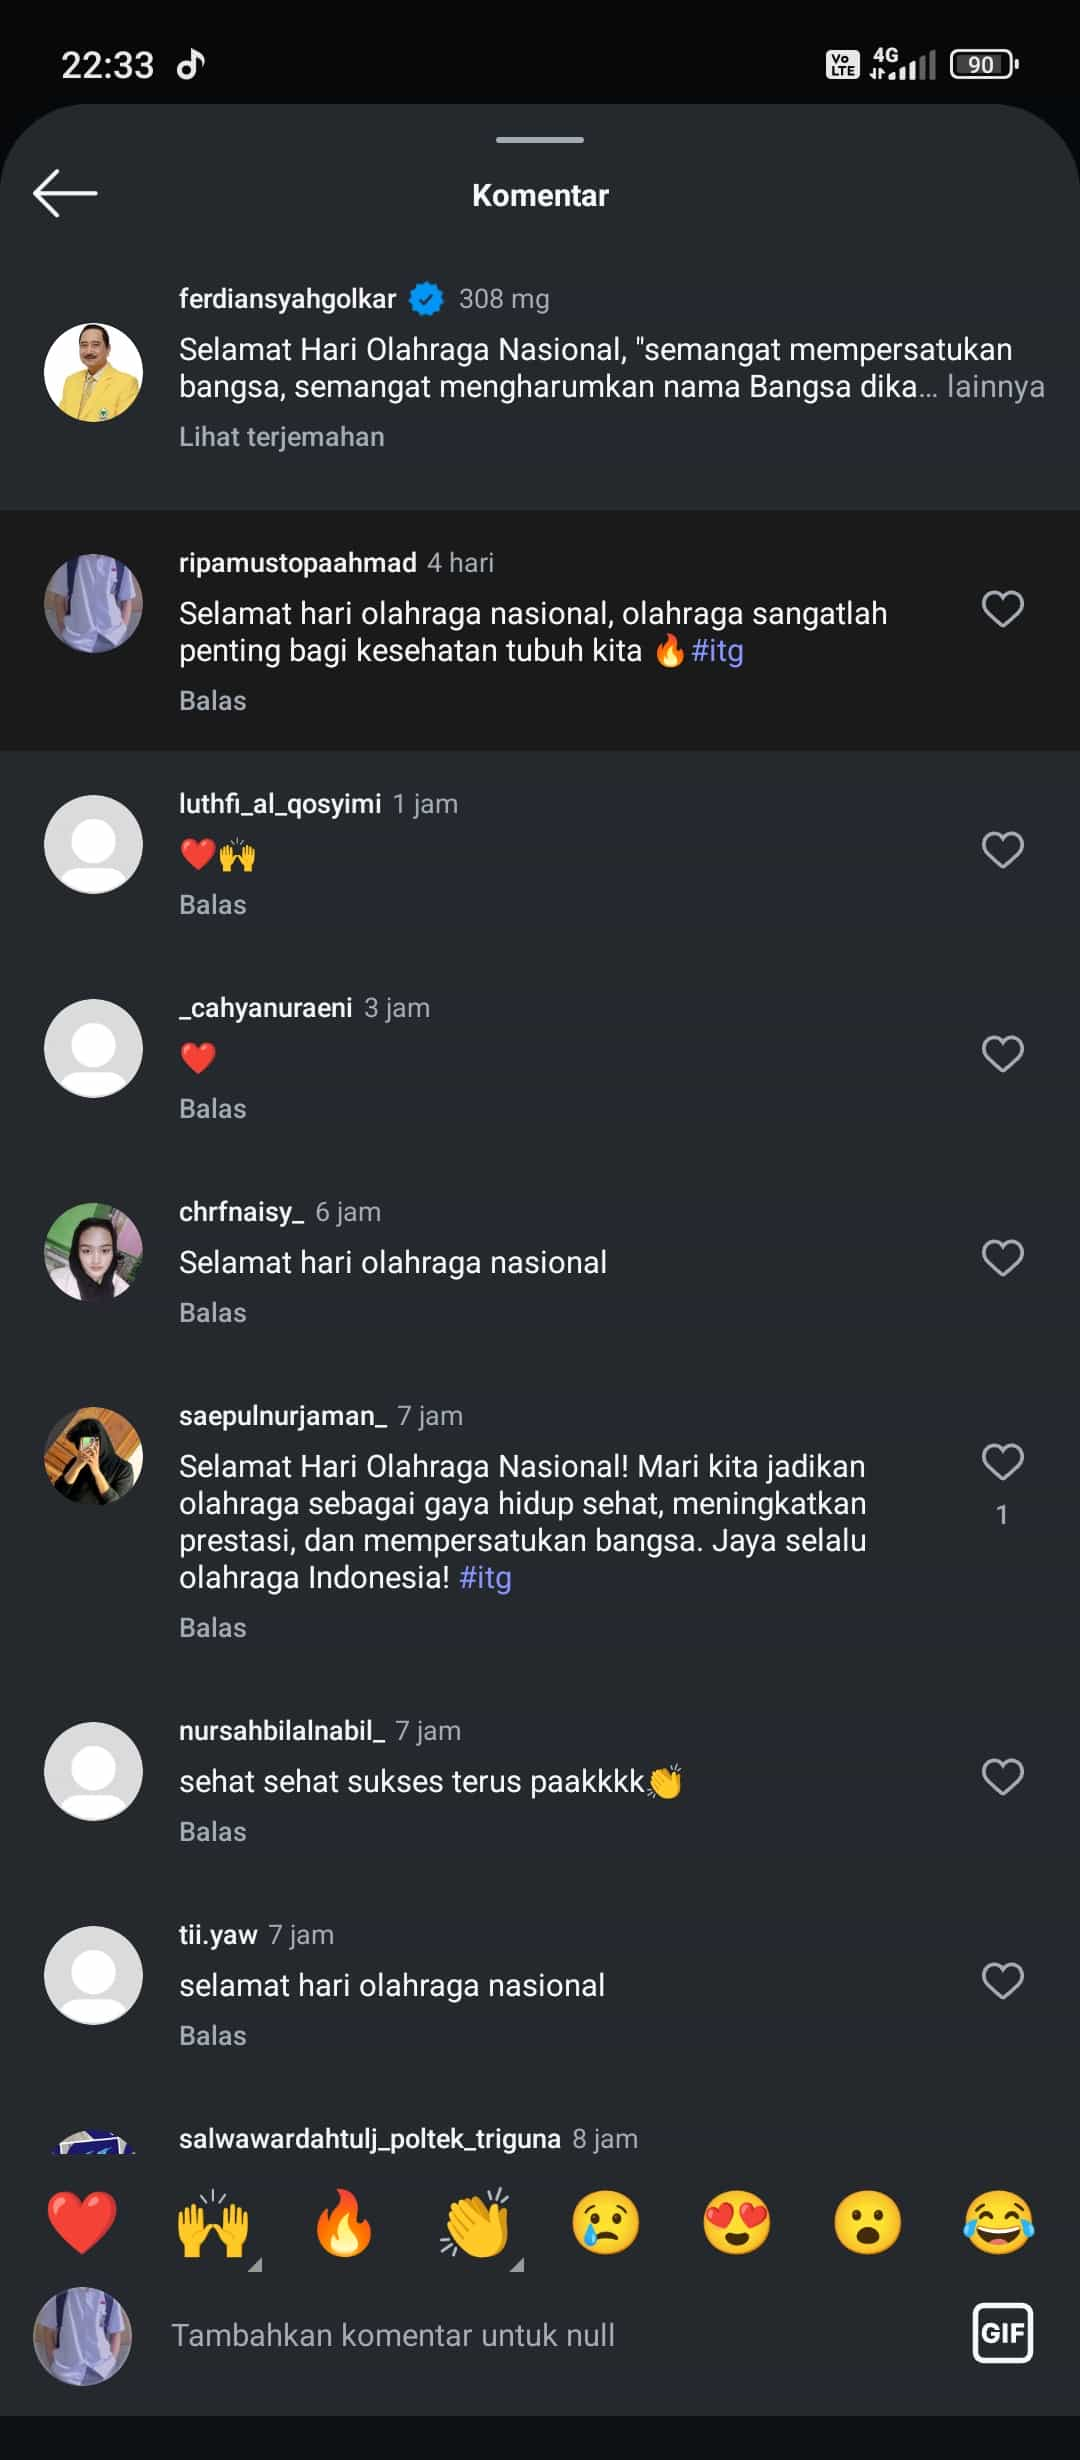 22:33
Vo LTE 4G 90
Komentar
ferdiansyahgolkar 308 mg
Selamat Hari Olahraga Nasional, "semangat mempersatukan
bangsa, semangat mengharumkan nama Bangsa dika... lainnya
Lihat terjemahan
ripamustopaahmad 4 hari
Selamat hari olahraga nasional, olahraga sangatlah
penting bagi kesehatan tubuh kita 🔥 #itg
Balas
luthfi_al_qosyimi 1 jam
❤️🙌
Balas
_cahyanuraeni 3 jam
❤️
Balas
chrfnaisy_ 6 jam
Selamat hari olahraga nasional
Balas
saepulnurjaman_ 7 jam
Selamat Hari Olahraga Nasional! Mari kita jadikan
olahraga sebagai gaya hidup sehat, meningkatkan
prestasi, dan mempersatukan bangsa. Jaya selalu
olahraga Indonesia! #itg
1
Balas
nursahbilalnabil_ 7 jam
sehat sehat sukses terus paakkkk👏
Balas
tii.yaw 7 jam
selamat hari olahraga nasional
Balas
salwawardahtulj_poltek_triguna 8 jam
❤️ 🙌 🔥 👏 😢 😍 😮 😂
Tambahkan komentar untuk null
GIF